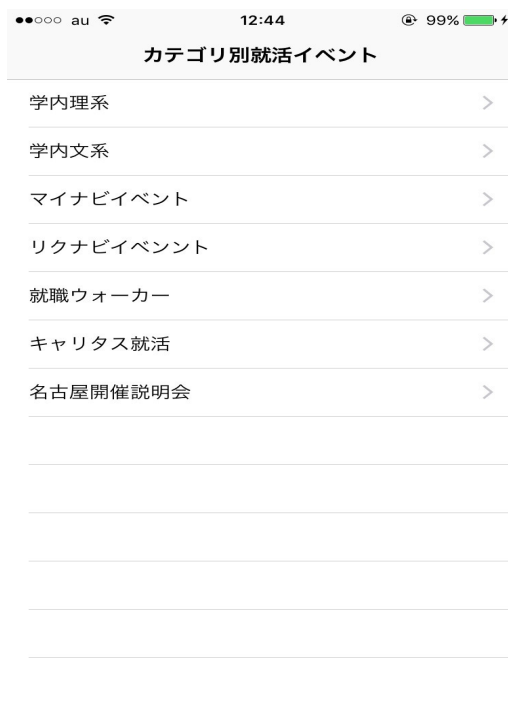 au 12:44 99%
カテゴリ別就活イベント
学内理系
学内文系
マイナビイベント
リクナビイベンント
就職ウォーカー
キャリタス就活
名古屋開催説明会